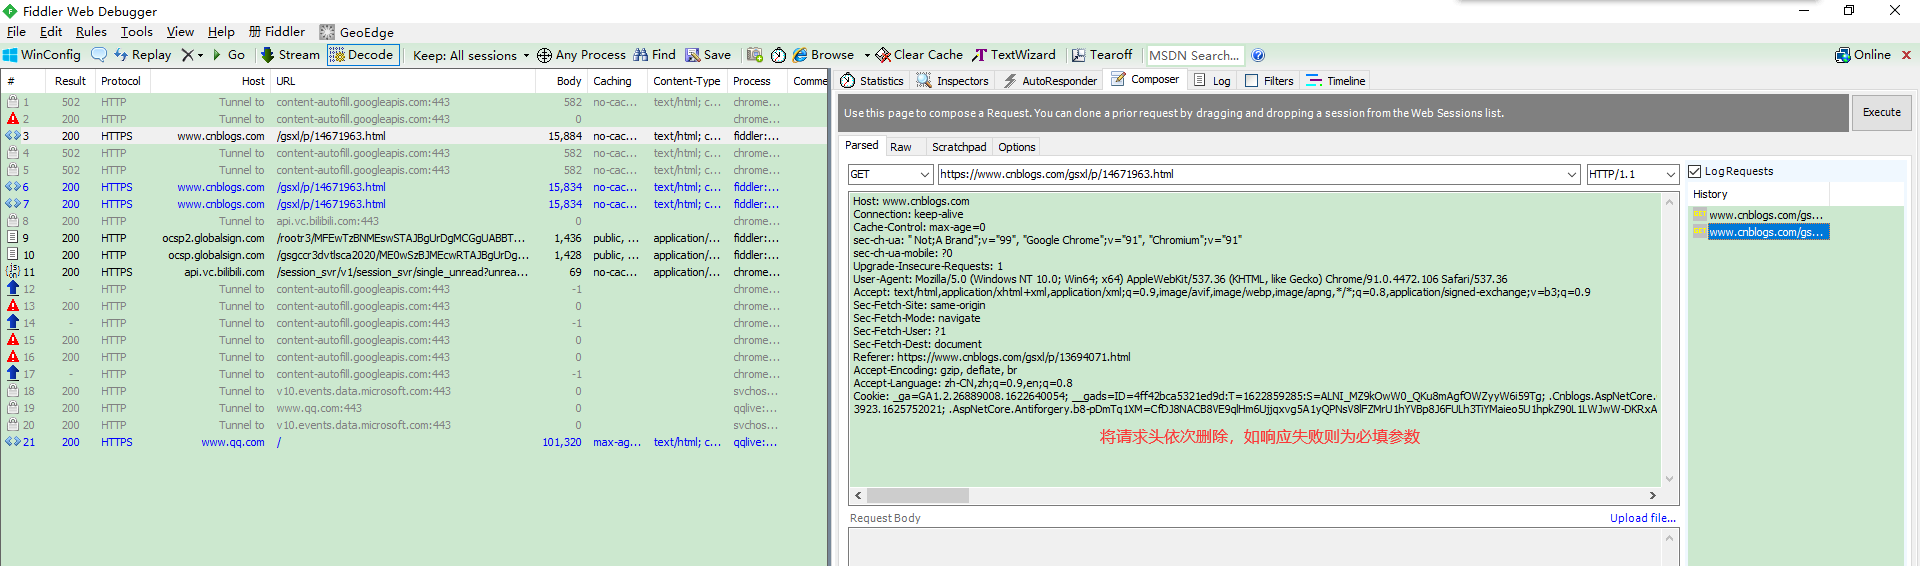 Fiddler Web Debugger
File Edit Rules Tools View Help Fiddler GeoEdge
WinConfig Replay Go Stream Decode Keep: All sessions Any Process Find Save Browse Clear Cache TextWizard Tearoff MSDN Search... Online
# Result Protocol Host URL Body Caching Content-Type Process Comme
1 502 HTTP Tunnel to content-autofill.googleapis.com:443 582 no-cac... text/html; c... chrome...
2 200 HTTP Tunnel to content-autofill.googleapis.com:443 0 chrome...
3 200 HTTPS www.cnblogs.com /gsxl/p/14671963.html 15,884 no-cac... text/html; c... fiddler:...
4 502 HTTP Tunnel to content-autofill.googleapis.com:443 582 no-cac... text/html; c... chrome...
5 502 HTTP Tunnel to content-autofill.googleapis.com:443 582 no-cac... text/html; c... chrome...
6 200 HTTPS www.cnblogs.com /gsxl/p/14671963.html 15,834 no-cac... text/html; c... fiddler:...
7 200 HTTPS www.cnblogs.com /gsxl/p/14671963.html 15,834 no-cac... text/html; c... fiddler:...
8 200 HTTP Tunnel to api.vc.bilibili.com:443 0 chrome...
9 200 HTTP ocsp2.globalsign.com /rootr3/MFEwTzBNMEswSTAJBgUrDgMCGgUABBT... 1,436 public, ... application/... fiddler:...
10 200 HTTP ocsp.globalsign.com /gsgccr3dvtlsca2020/ME0wSzBJMEcwRTAJBgUrDg... 1,428 public, ... application/... fiddler:...
11 200 HTTPS api.vc.bilibili.com /session_svr/v1/session_svr/single_unread?unrea... 69 no-cac... application/... chrome...
12 - HTTP Tunnel to content-autofill.googleapis.com:443 -1 chrome...
13 200 HTTP Tunnel to content-autofill.googleapis.com:443 0 chrome...
14 - HTTP Tunnel to content-autofill.googleapis.com:443 -1 chrome...
15 200 HTTP Tunnel to content-autofill.googleapis.com:443 0 chrome...
16 200 HTTP Tunnel to content-autofill.googleapis.com:443 0 chrome...
17 - HTTP Tunnel to content-autofill.googleapis.com:443 -1 chrome...
18 200 HTTP Tunnel to v10.events.data.microsoft.com:443 0 svchos...
19 200 HTTP Tunnel to www.qq.com:443 0 qqlive:...
20 200 HTTP Tunnel to v10.events.data.microsoft.com:443 0 svchos...
21 200 HTTPS www.qq.com / 101,320 max-ag... text/html; c... qqlive:...
Statistics Inspectors AutoResponder Composer Log Filters Timeline
Use this page to compose a Request. You can clone a prior request by dragging and dropping a session from the Web Sessions list.
Execute
Parsed Raw Scratchpad Options
GET https://www.cnblogs.com/gsxl/p/14671963.html HTTP/1.1
Log Requests
History
GET www.cnblogs.com/gs...
GET www.cnblogs.com/gs...
Host: www.cnblogs.com
Connection: keep-alive
Cache-Control: max-age=0
sec-ch-ua: " Not;A Brand";v="99", "Google Chrome";v="91", "Chromium";v="91"
sec-ch-ua-mobile: ?0
Upgrade-Insecure-Requests: 1
User-Agent: Mozilla/5.0 (Windows NT 10.0; Win64; x64) AppleWebKit/537.36 (KHTML, like Gecko) Chrome/91.0.4472.106 Safari/537.36
Accept: text/html,application/xhtml+xml,application/xml;q=0.9,image/avif,image/webp,image/apng,*/*;q=0.8,application/signed-exchange;v=b3;q=0.9
Sec-Fetch-Site: same-origin
Sec-Fetch-Mode: navigate
Sec-Fetch-User: ?1
Sec-Fetch-Dest: document
Referer: https://www.cnblogs.com/gsxl/p/13694071.html
Accept-Encoding: gzip, deflate, br
Accept-Language: zh-CN,zh;q=0.9,en;q=0.8
Cookie: _ga=GA1.2.26889008.1622640054; __gads=ID=4ff42bca5321ed9d:T=1622859285:S=ALNI_MZ9kOwW0_QKu8mAgfOWZyyW6i59Tg; .Cnblogs.AspNetCore.
3923.1625752021; .AspNetCore.Antiforgery.b8-pDmTq1XM=CfDJ8NACB8VE9qlHm6Ujjqxvg5A1yQPNsV8lFZMrU1hYVBp8J6FULh3TiYMaieo5U1hpkZ90L1LWJwW-DKRxA
将请求头依次删除，如响应失败则为必填参数
Request Body
Upload file...